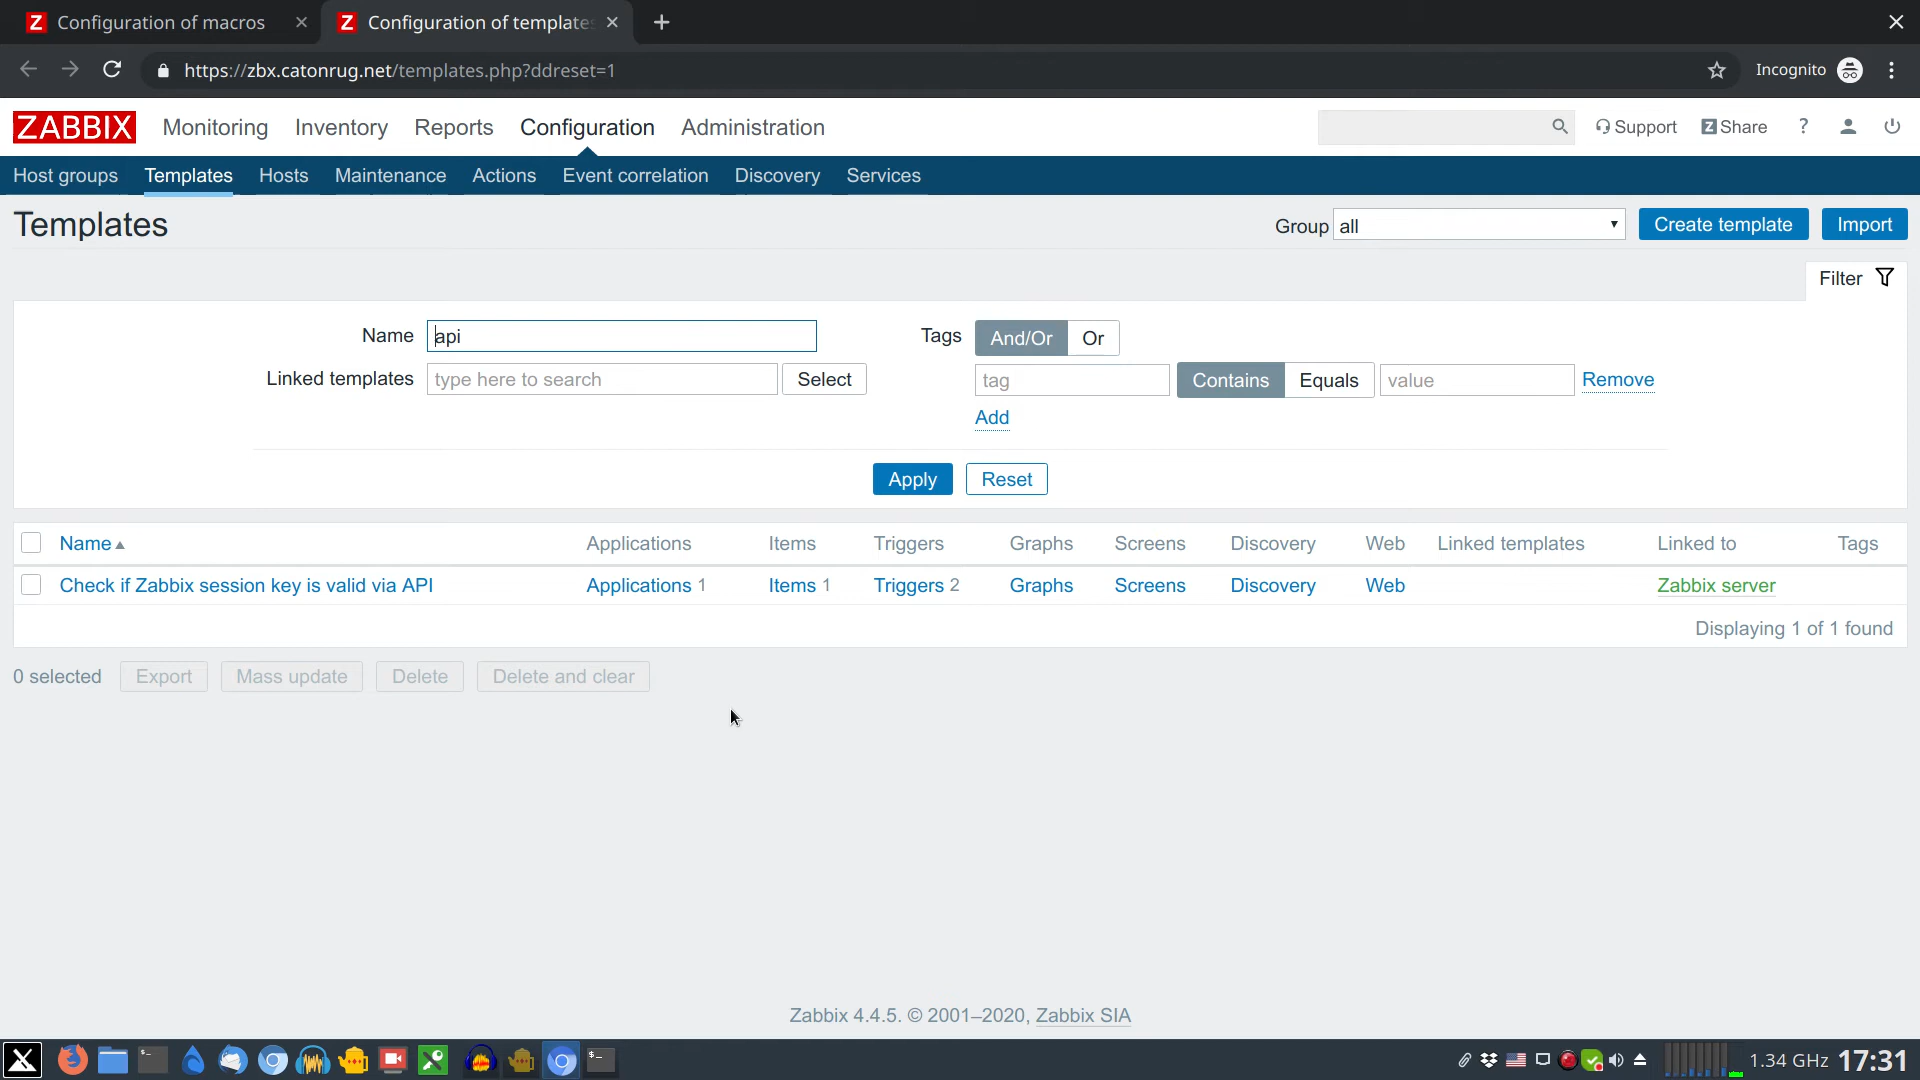 Configuration of macros
Configuration of templates
https://zbx.catonrug.net/templates.php?ddreset=1
Incognito
ZABBIX Monitoring Inventory Reports Configuration Administration
Support Share ?
Host groups Templates Hosts Maintenance Actions Event correlation Discovery Services
Templates
Group all Create template Import
Filter
Name api
Tags And/Or Or
Linked templates type here to search Select
tag Contains Equals value Remove
Add
Apply Reset
Name Applications Items Triggers Graphs Screens Discovery Web Linked templates Linked to Tags
Check if Zabbix session key is valid via API Applications 1 Items 1 Triggers 2 Graphs Screens Discovery Web Zabbix server
Displaying 1 of 1 found
0 selected Export Mass update Delete Delete and clear
Zabbix 4.4.5. © 2001–2020, Zabbix SIA
1.34 GHz 17:31